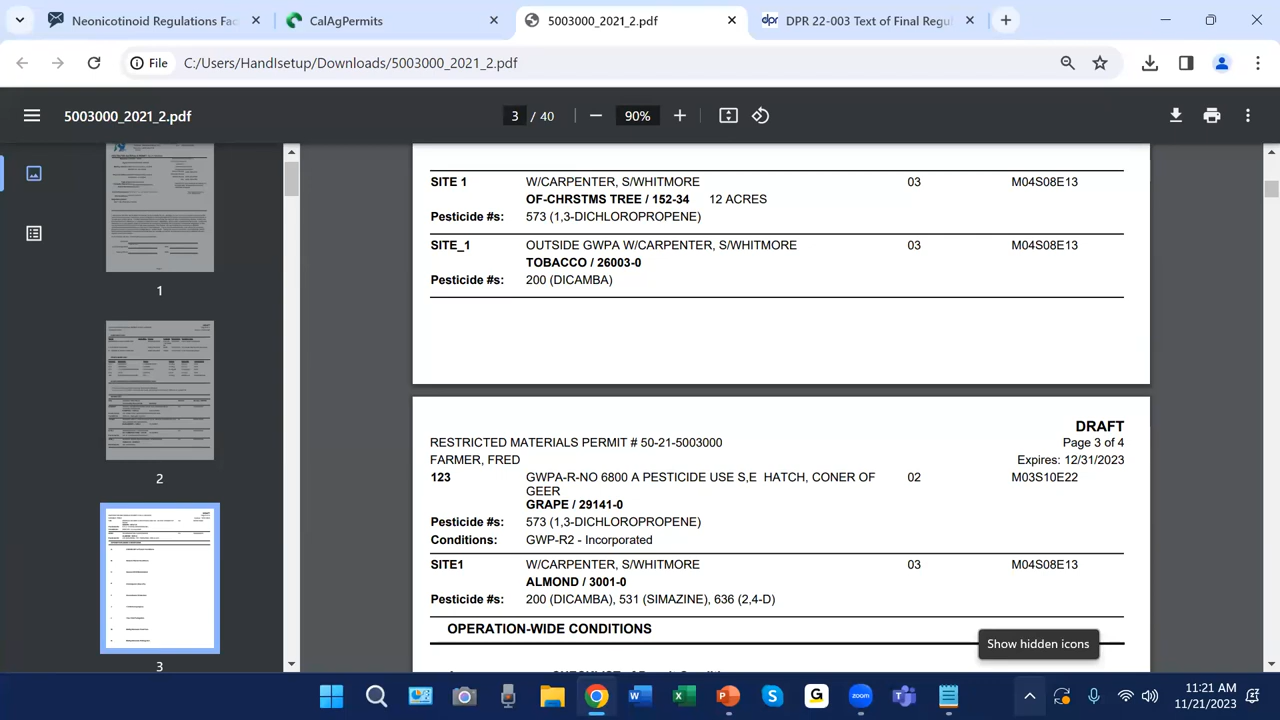 Neonicotinoid Regulations Fac
CalAgPermits
5003000_2021_2.pdf
dpr DPR 22-003 Text of Final Regul
File C:/Users/HandIsetup/Downloads/5003000_2021_2.pdf
5003000_2021_2.pdf
3 / 40
90%
1
2
3
SITE 1 W/CARPENTER, S/WHITMORE 03 M04S08E13
OF-CHRSTMS TREE / 152-34 12 ACRES
Pesticide #s: 573 (1,3-DICHLOROPROPENE)
SITE_1 OUTSIDE GWPA W/CARPENTER, S/WHITMORE 03 M04S08E13
TOBACCO / 26003-0
Pesticide #s: 200 (DICAMBA)
DRAFT
RESTRICTED MATERIALS PERMIT # 50-21-5003000 Page 3 of 4
FARMER, FRED Expires: 12/31/2023
123 GWPA-R-NO 6800 A PESTICIDE USE S,E HATCH, CONER OF 02 M03S10E22
GEER
GRAPE / 29141-0
Pesticide #s: 573 (1,3-DICHLOROPROPENE)
Conditions: GWP-R2 - Incorporated
SITE1 W/CARPENTER, S/WHITMORE 03 M04S08E13
ALMOND / 3001-0
Pesticide #s: 200 (DICAMBA), 531 (SIMAZINE), 636 (2,4-D)
OPERATION-WIDE CONDITIONS
Show hidden icons
11:21 AM
11/21/2023